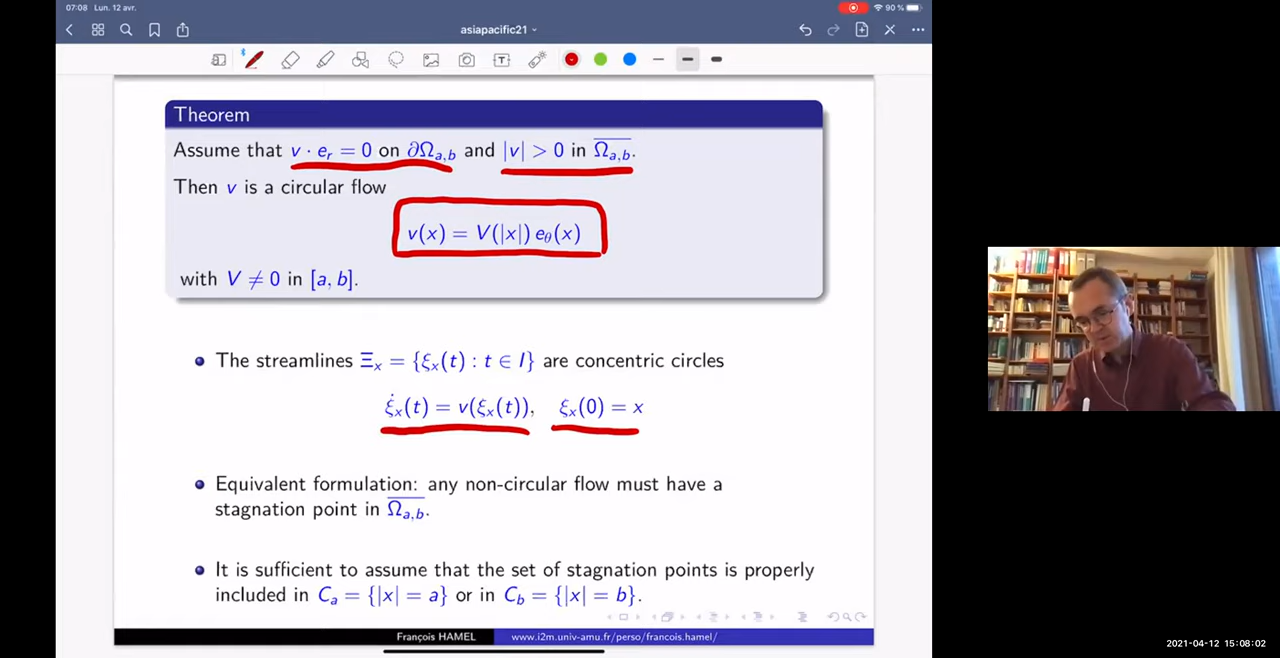 07:08 Lun. 12 avr.
90 %
asiapacific21
T
Theorem
Assume that v · e_r = 0 on ∂Ω_{a,b} and |v| > 0 in \overline{Ω_{a,b}}.
Then v is a circular flow
v(x) = V(|x|) e_θ(x)
with V ≠ 0 in [a, b].
The streamlines Ξ_x = {ξ_x(t) : t ∈ I} are concentric circles
ξ̇_x(t) = v(ξ_x(t)), ξ_x(0) = x
Equivalent formulation: any non-circular flow must have a
stagnation point in \overline{Ω_{a,b}}.
It is sufficient to assume that the set of stagnation points is properly
included in C_a = {|x| = a} or in C_b = {|x| = b}.
François HAMEL www.i2m.univ-amu.fr/perso/francois.hamel/
2021-04-12 15:08:02